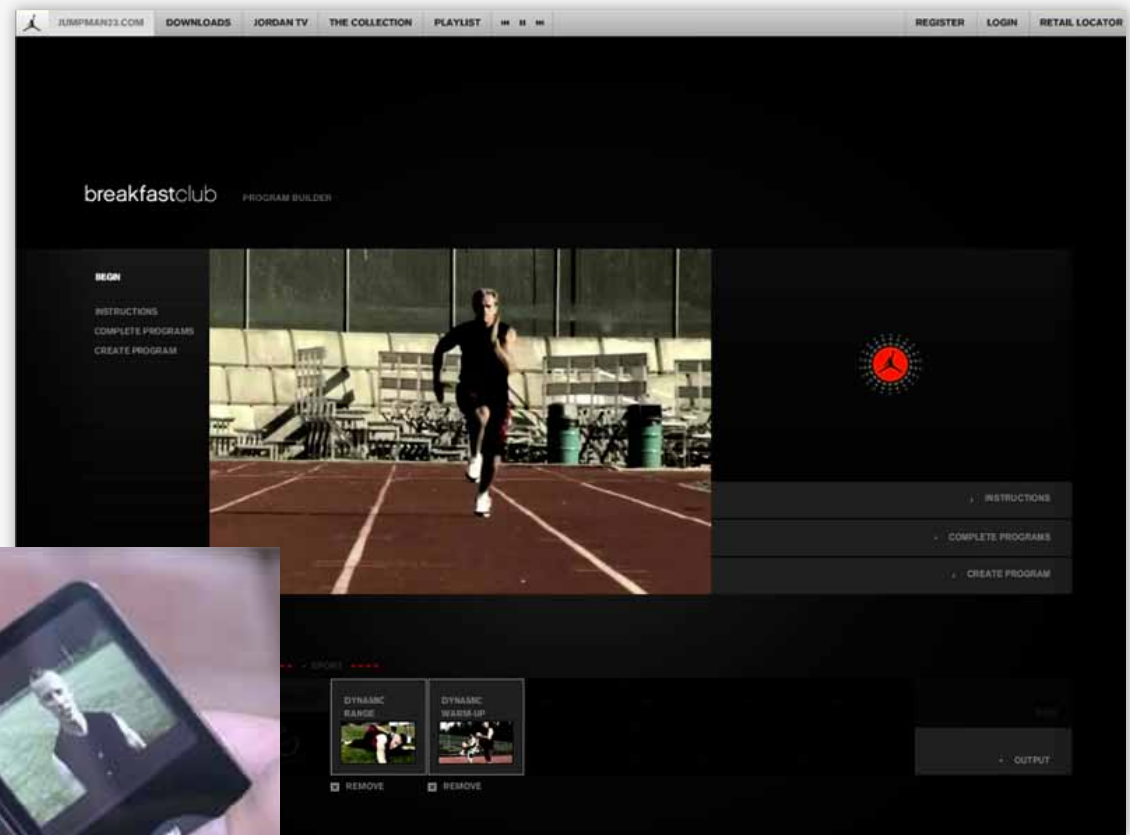 JUMPMAN23.COM DOWNLOADS JORDAN TV THE COLLECTION PLAYLIST REGISTER LOGIN RETAIL LOCATOR
breakfastclub PROGRAM BUILDER
BEGIN
INSTRUCTIONS
COMPLETE PROGRAMS
CREATE PROGRAM
INSTRUCTIONS
COMPLETE PROGRAMS
CREATE PROGRAM
SPORT
DYNAMIC
RANGE
DYNAMIC
WARM-UP
OUTPUT
REMOVE REMOVE